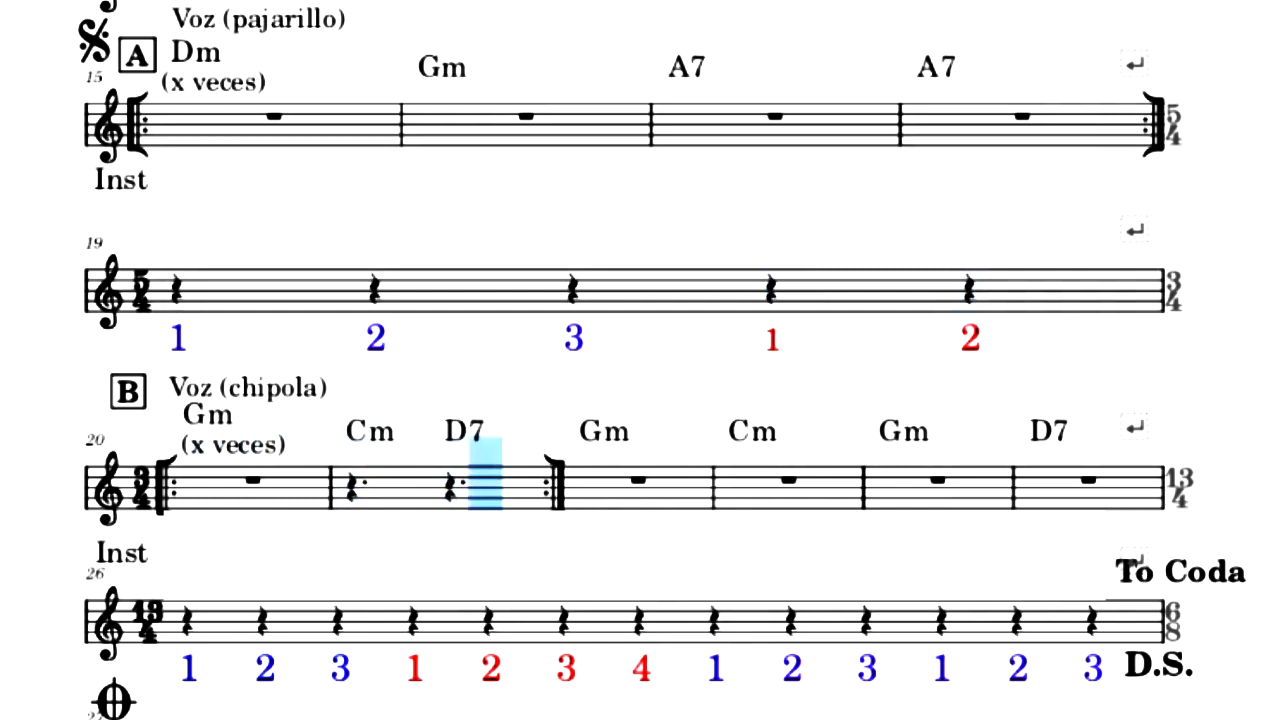 Voz (pajarillo)
A Dm Gm A7 A7
15 (x veces)
5
4
Inst
19
5
4
3
4
1 2 3 1 2
B Voz (chipola)
Gm Cm D7 Gm Cm Gm D7
20 (x veces)
3
4
13
4
Inst
26 To Coda
13
4
6
8
1 2 3 1 2 3 4 1 2 3 1 2 3 D.S.